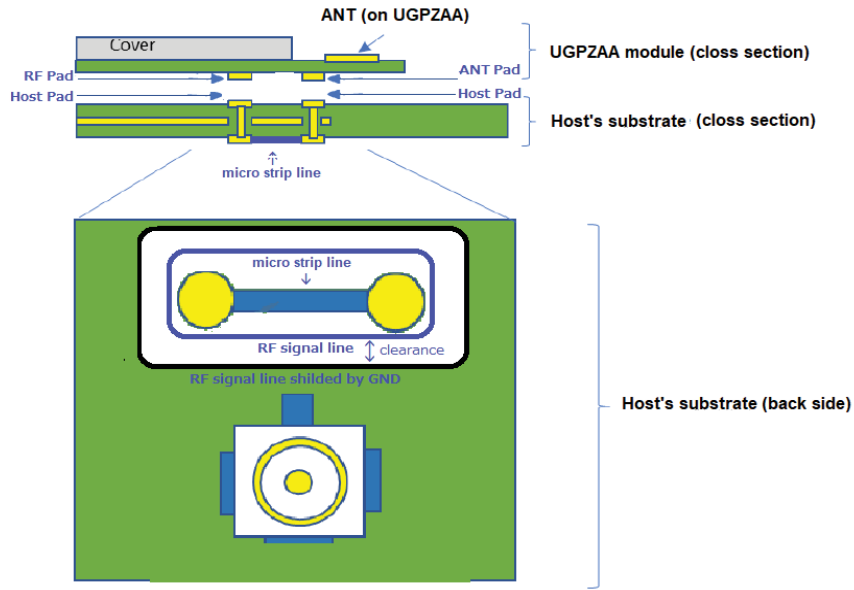 ANT (on UGPZAA)
Cover
UGPZAA module (closs section)
RF Pad
ANT Pad
Host Pad
Host Pad
Host's substrate (closs section)
micro strip line
micro strip line
RF signal line
clearance
RF signal line shilded by GND
Host's substrate (back side)